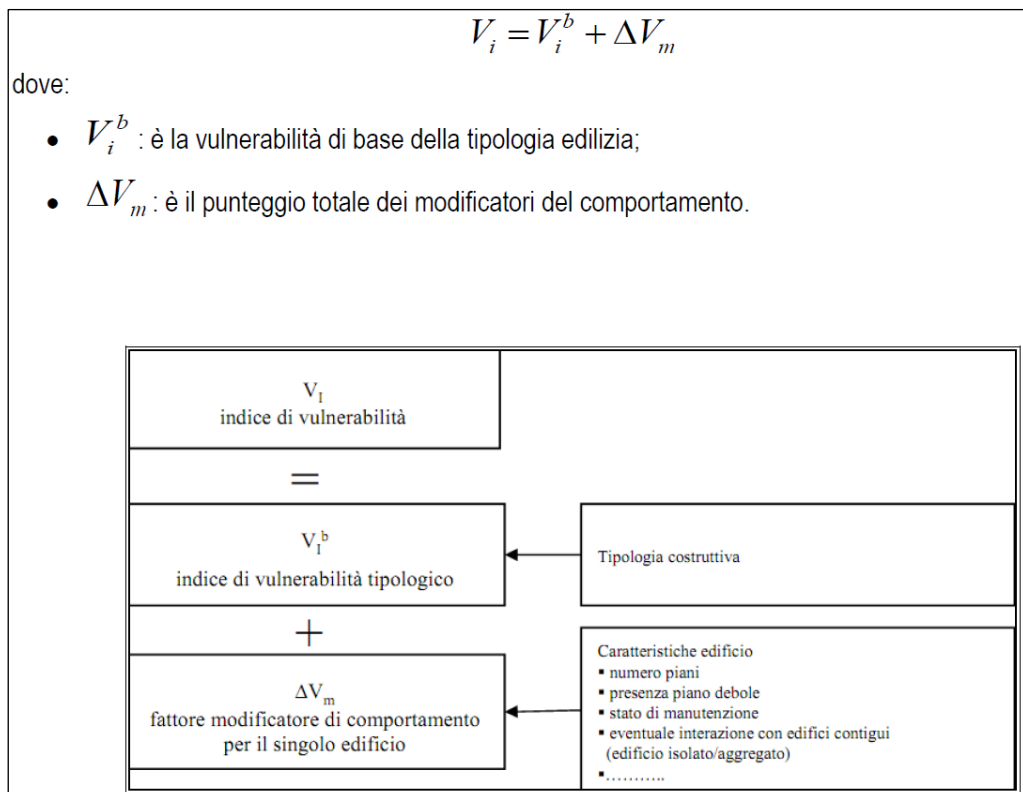 V_i = V_i^b + ΔV_m
dove:
• V_i^b : è la vulnerabilità di base della tipologia edilizia;
• ΔV_m : è il punteggio totale dei modificatori del comportamento.
V_I
indice di vulnerabilità
=
V_I^b
indice di vulnerabilità tipologico
Tipologia costruttiva
+
ΔV_m
fattore modificatore di comportamento
per il singolo edificio
Caratteristiche edificio
▪ numero piani
▪ presenza piano debole
▪ stato di manutenzione
▪ eventuale interazione con edifici contigui
(edificio isolato/aggregato)
▪………..